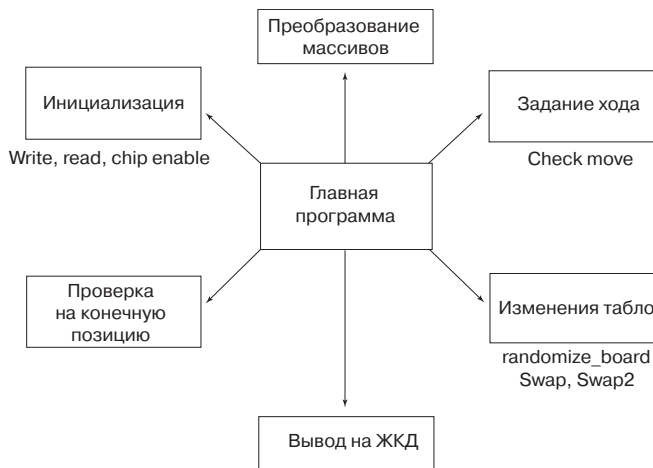 Преобразование
массивов
Инициализация
Write, read, chip enable
Задание хода
Check move
Главная
программа
Проверка
на конечную
позицию
Изменения табло
randomize_board
Swap, Swap2
Вывод на ЖКД